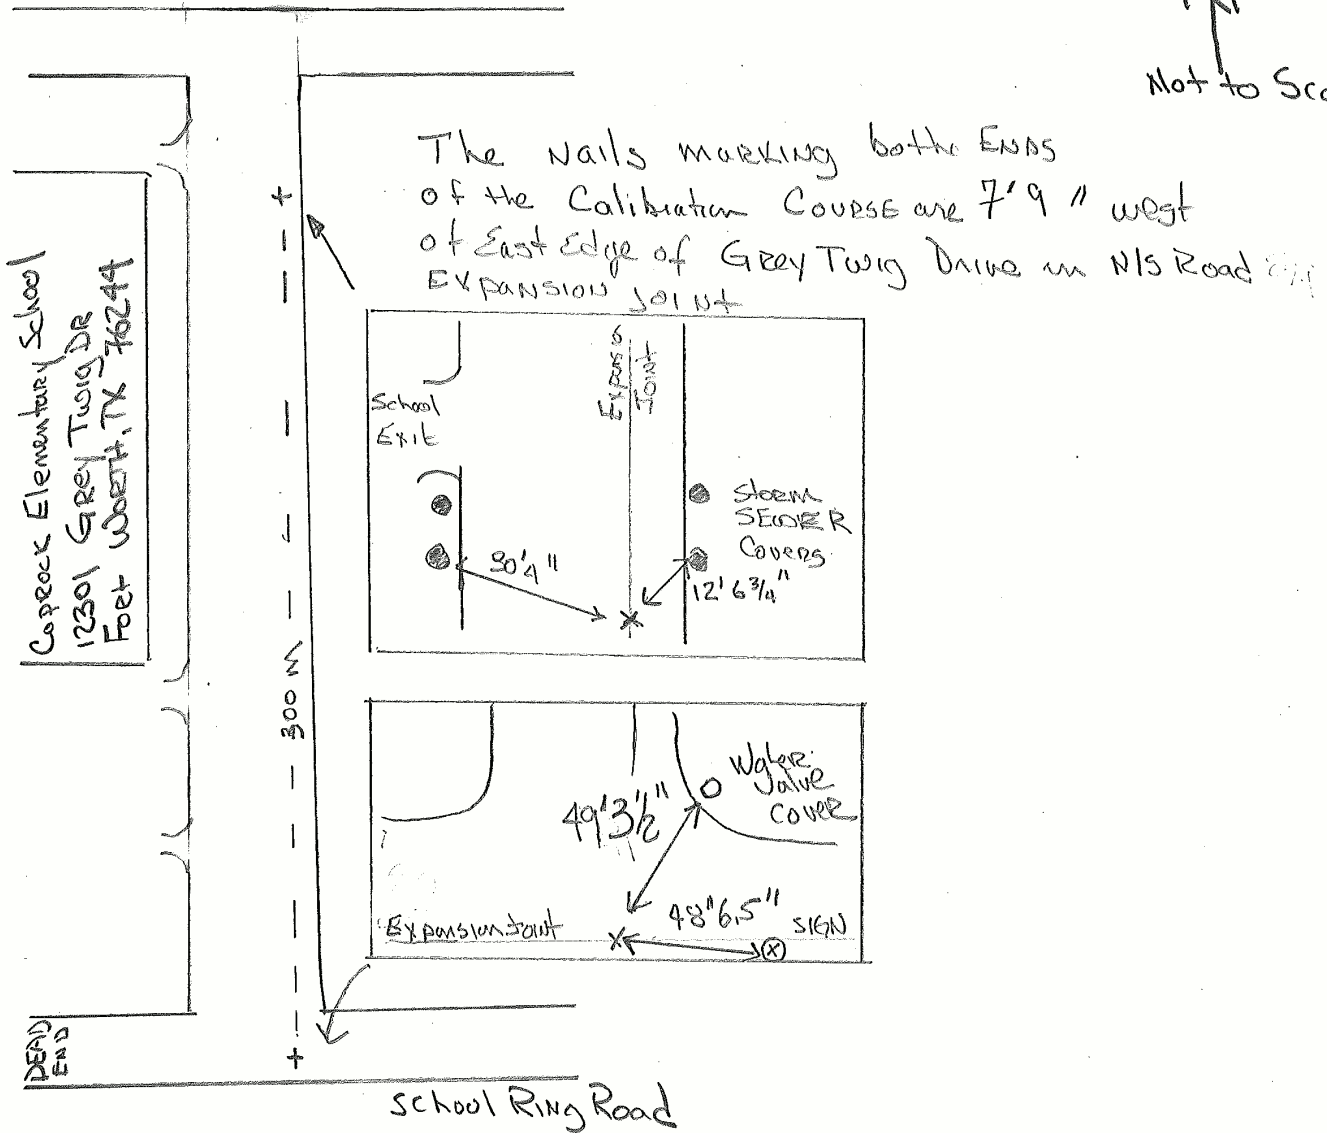 Not to Sca
The Nails marking both ENDS
of the Calibration COURSE are 7'9" west
of East Edge of Grey Twig Drive in N/S Road
EXPANSION JOINT
Caprock Elementary School
12301 Grey Twig DR
Fort Worth, TX 76244
300 M
Expansio
Joint
School
Exit
Storm
SEWER
Covers
30'4"
12' 6 3/4"
Water
Valve
Cover
49'3½"
48"6.5"
SIGN
Expansion Joint
DEAD
END
School Ring Road